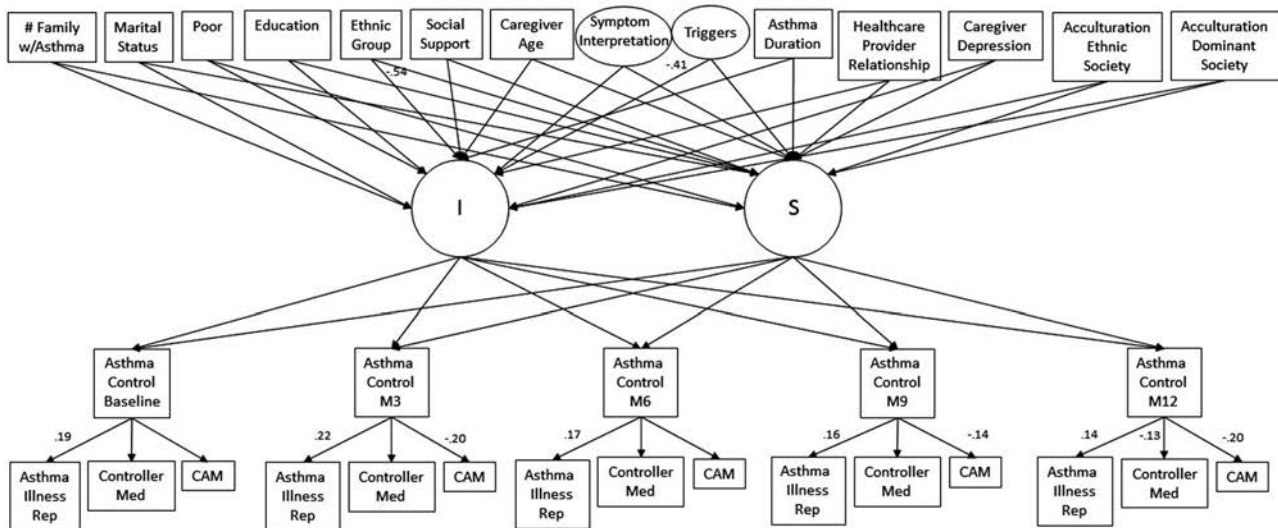 # Family
w/Asthma
Marital
Status
Poor
Education
Ethnic
Group
Social
Support
Caregiver
Age
Symptom
Interpretation
Triggers
Asthma
Duration
Healthcare
Provider
Relationship
Caregiver
Depression
Acculturation
Ethnic
Society
Acculturation
Dominant
Society
-.54
-.41
I
S
Asthma
Control
Baseline
Asthma
Control
M3
Asthma
Control
M6
Asthma
Control
M9
Asthma
Control
M12
.19
.22
-.20
.17
.16
-.14
.14
-.13
-.20
Asthma
Illness
Rep
Controller
Med
CAM
Asthma
Illness
Rep
Controller
Med
CAM
Asthma
Illness
Rep
Controller
Med
CAM
Asthma
Illness
Rep
Controller
Med
CAM
Asthma
Illness
Rep
Controller
Med
CAM